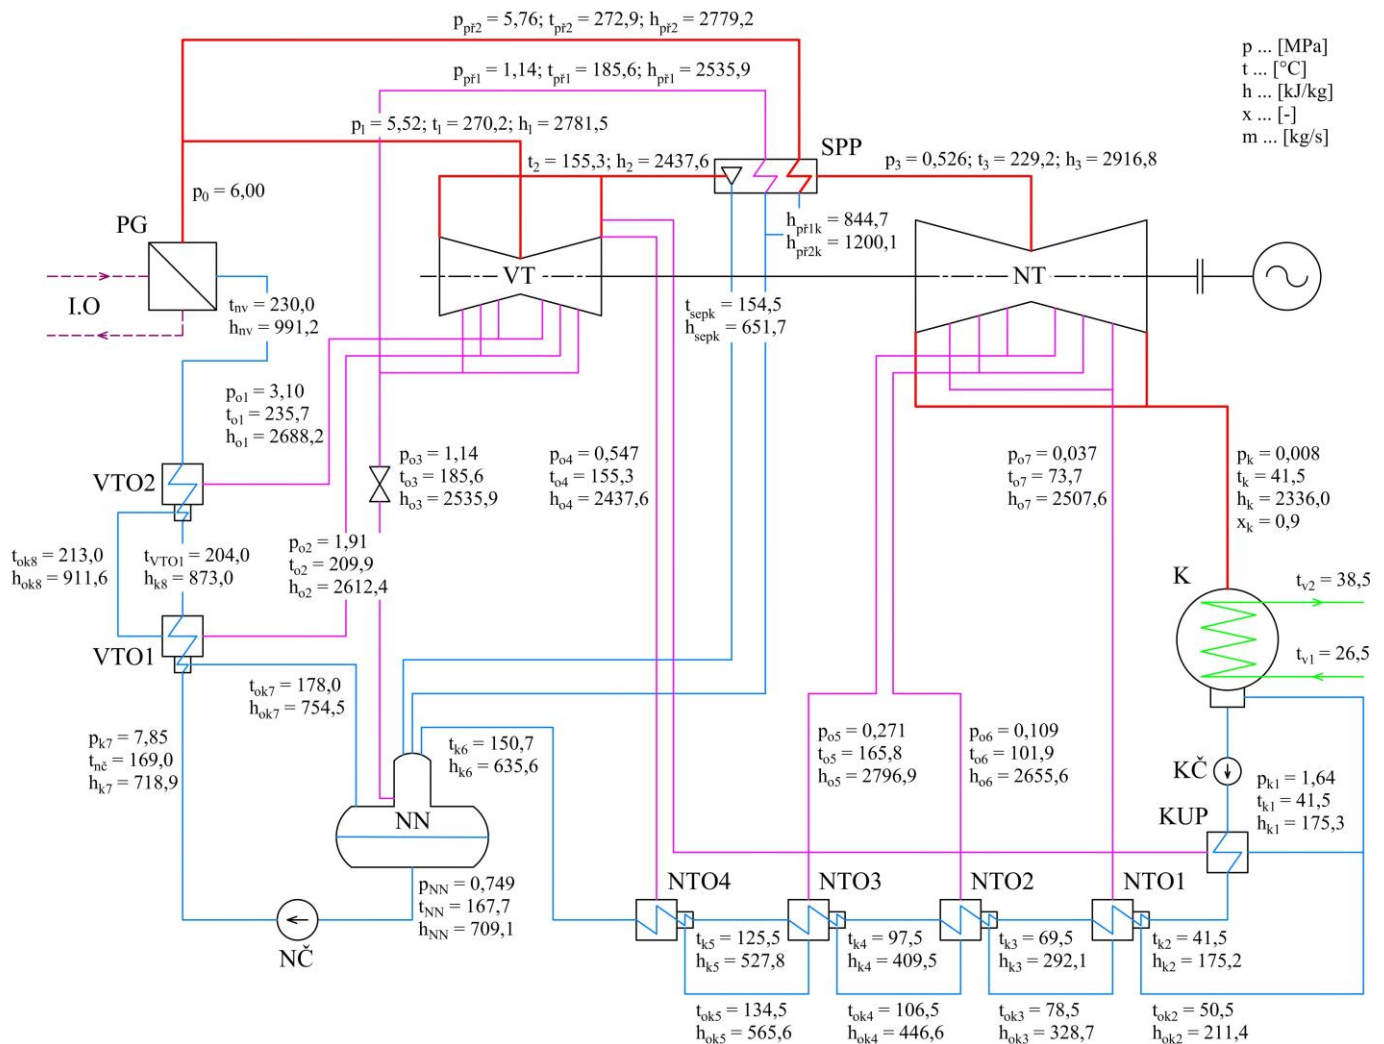 p_př2 = 5,76; t_př2 = 272,9; h_př2 = 2779,2
p ... [MPa]
t ... [°C]
h ... [kJ/kg]
x ... [-]
m ... [kg/s]
p_př1 = 1,14; t_př1 = 185,6; h_př1 = 2535,9
p_1 = 5,52; t_1 = 270,2; h_1 = 2781,5
SPP
t_2 = 155,3; h_2 = 2437,6
p_3 = 0,526; t_3 = 229,2; h_3 = 2916,8
p_0 = 6,00
PG
h_př1k = 844,7
h_př2k = 1200,1
VT
NT
I.O
t_nv = 230,0
h_nv = 991,2
t_sepk = 154,5
h_sepk = 651,7
p_o1 = 3,10
t_o1 = 235,7
h_o1 = 2688,2
VTO2
p_o3 = 1,14
t_o3 = 185,6
h_o3 = 2535,9
p_o4 = 0,547
t_o4 = 155,3
h_o4 = 2437,6
p_o7 = 0,037
t_o7 = 73,7
h_o7 = 2507,6
p_k = 0,008
t_k = 41,5
h_k = 2336,0
x_k = 0,9
t_ok8 = 213,0
h_ok8 = 911,6
t_VTO1 = 204,0
h_k8 = 873,0
p_o2 = 1,91
t_o2 = 209,9
h_o2 = 2612,4
K
t_v2 = 38,5
t_v1 = 26,5
VTO1
t_ok7 = 178,0
h_ok7 = 754,5
p_k7 = 7,85
t_nč = 169,0
h_k7 = 718,9
t_k6 = 150,7
h_k6 = 635,6
p_o5 = 0,271
t_o5 = 165,8
h_o5 = 2796,9
p_o6 = 0,109
t_o6 = 101,9
h_o6 = 2655,6
KČ
p_k1 = 1,64
t_k1 = 41,5
h_k1 = 175,3
NN
KUP
p_NN = 0,749
t_NN = 167,7
h_NN = 709,1
NČ
NTO4
NTO3
NTO2
NTO1
t_k5 = 125,5
h_k5 = 527,8
t_k4 = 97,5
h_k4 = 409,5
t_k3 = 69,5
h_k3 = 292,1
t_k2 = 41,5
h_k2 = 175,2
t_ok5 = 134,5
h_ok5 = 565,6
t_ok4 = 106,5
h_ok4 = 446,6
t_ok3 = 78,5
h_ok3 = 328,7
t_ok2 = 50,5
h_ok2 = 211,4